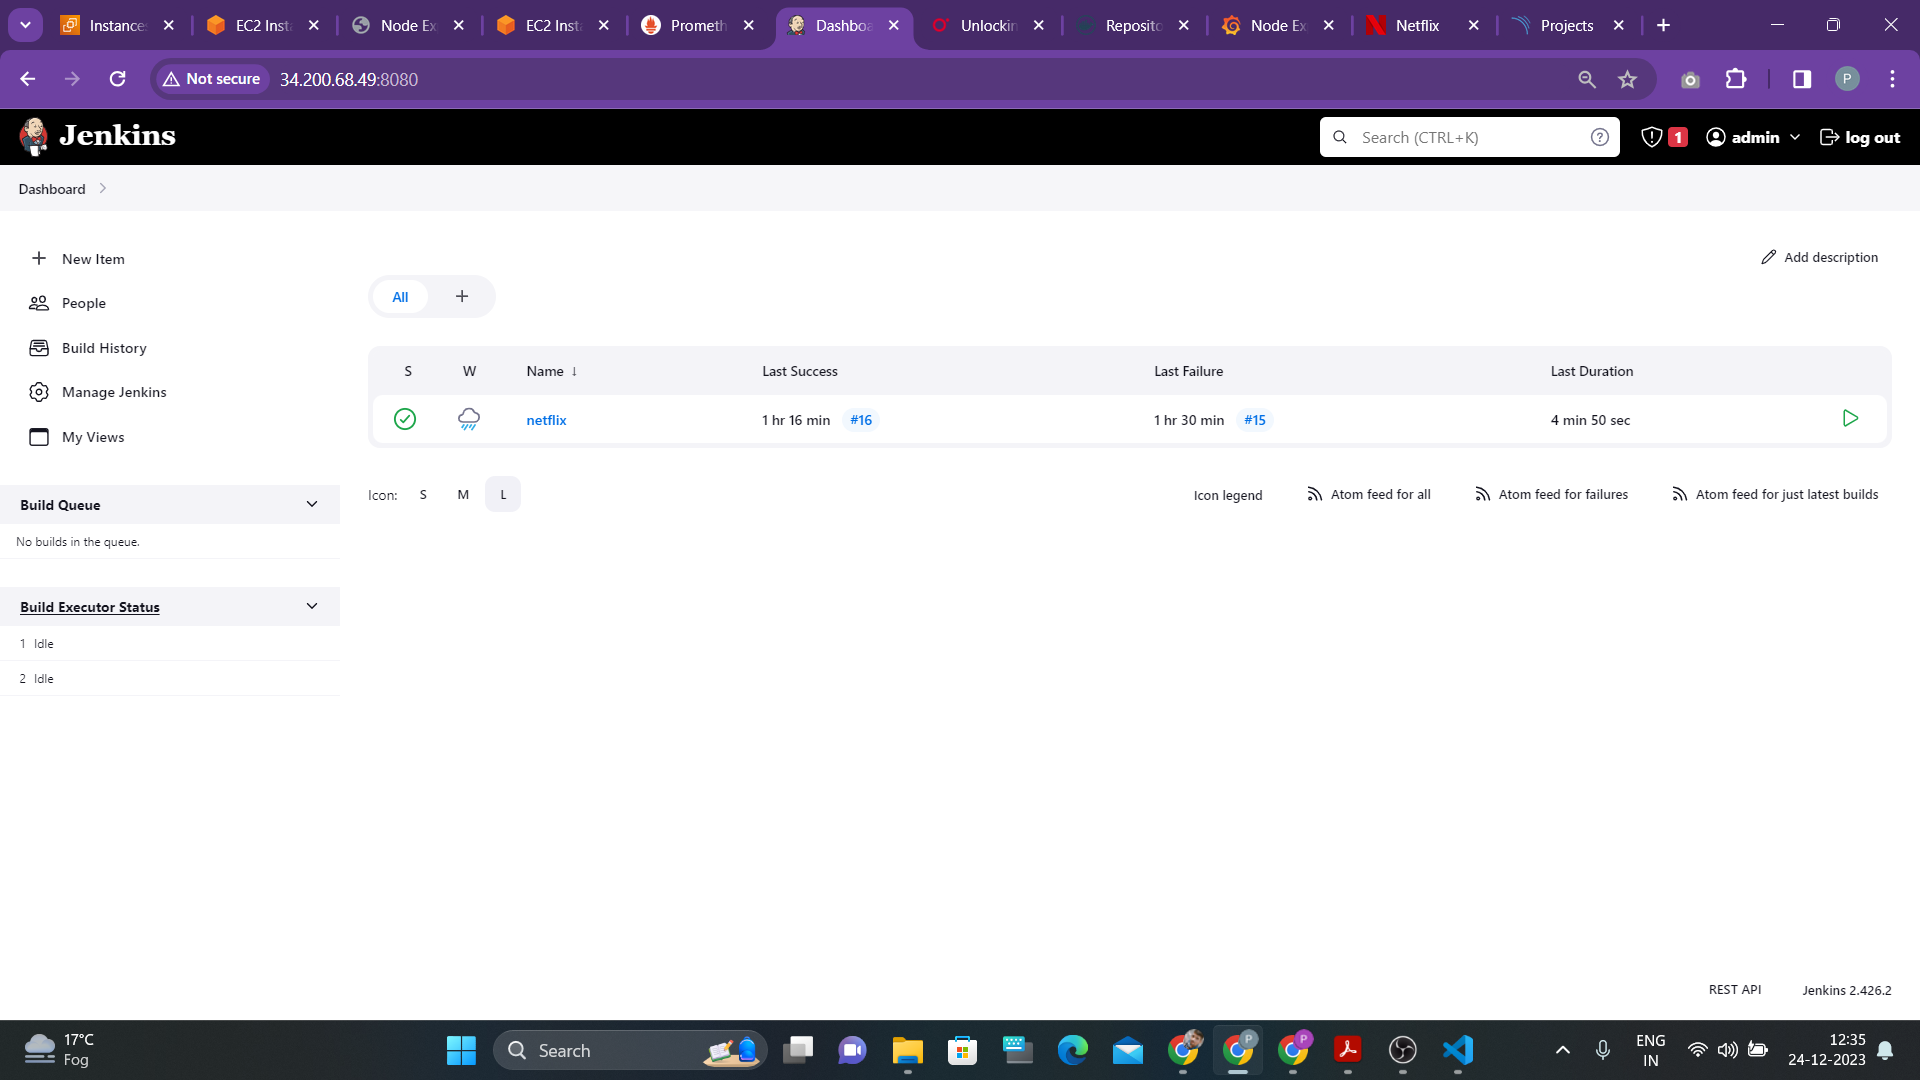 Instances
EC2 Insta
Node Ex
EC2 Insta
Prometh
Dashboa
Unlockin
Reposito
Node Ex
Netflix
Projects
Not secure
34.200.68.49:8080
P
Jenkins
Search (CTRL+K)
1
admin
log out
Dashboard
New Item
People
Build History
Manage Jenkins
My Views
Add description
All
S W Name ↓ Last Success Last Failure Last Duration
netflix 1 hr 16 min #16 1 hr 30 min #15 4 min 50 sec
Icon: S M L
Icon legend
Atom feed for all
Atom feed for failures
Atom feed for just latest builds
Build Queue
No builds in the queue.
Build Executor Status
1 Idle
2 Idle
REST API
Jenkins 2.426.2
17°C
Fog
Search
P
P
ENG
IN
12:35
24-12-2023